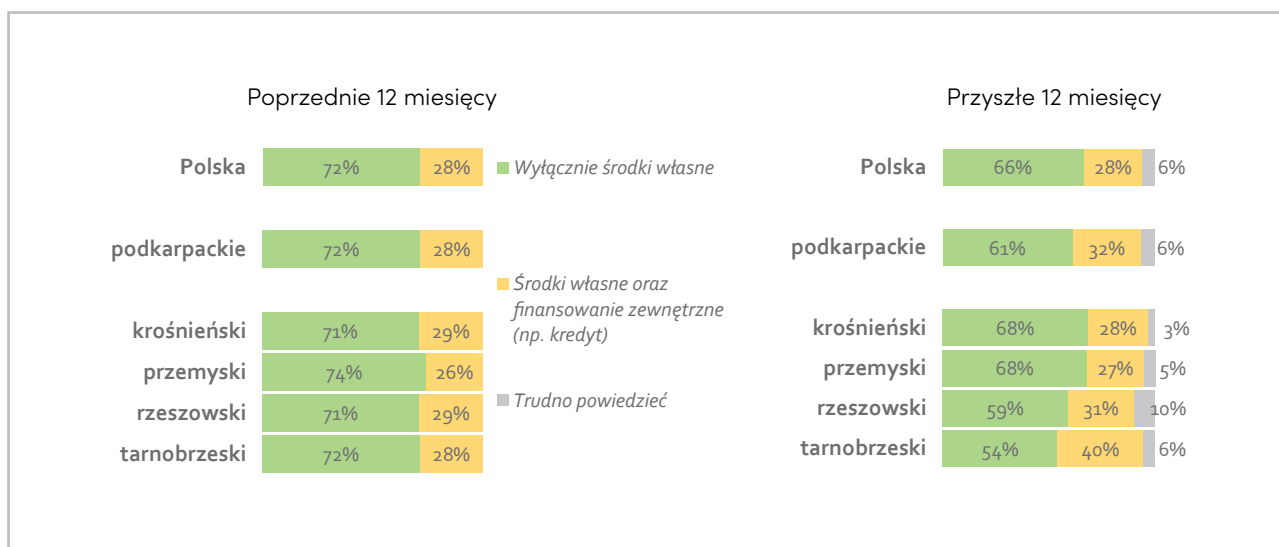 Poprzednie 12 miesięcy
Polska 72% 28%
podkarpackie 72% 28%
krośnieński 71% 29%
przemyski 74% 26%
rzeszowski 71% 29%
tarnobrzeski 72% 28%
Wyłącznie środki własne
Środki własne oraz
finansowanie zewnętrzne
(np. kredyt)
Trudno powiedzieć
Przyszłe 12 miesięcy
Polska 66% 28% 6%
podkarpackie 61% 32% 6%
krośnieński 68% 28% 3%
przemyski 68% 27% 5%
rzeszowski 59% 31% 10%
tarnobrzeski 54% 40% 6%